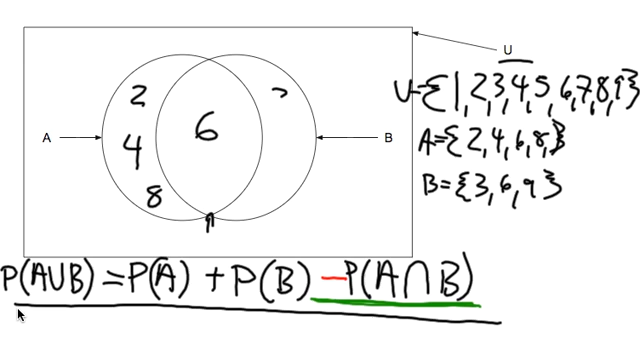 U
2
6
4
8
9
A
B
U={1,2,3,4,5,6,7,8,9}
A={2,4,6,8,}
B={3,6,9}
P(A∪B)=P(A)+P(B)-P(A∩B)